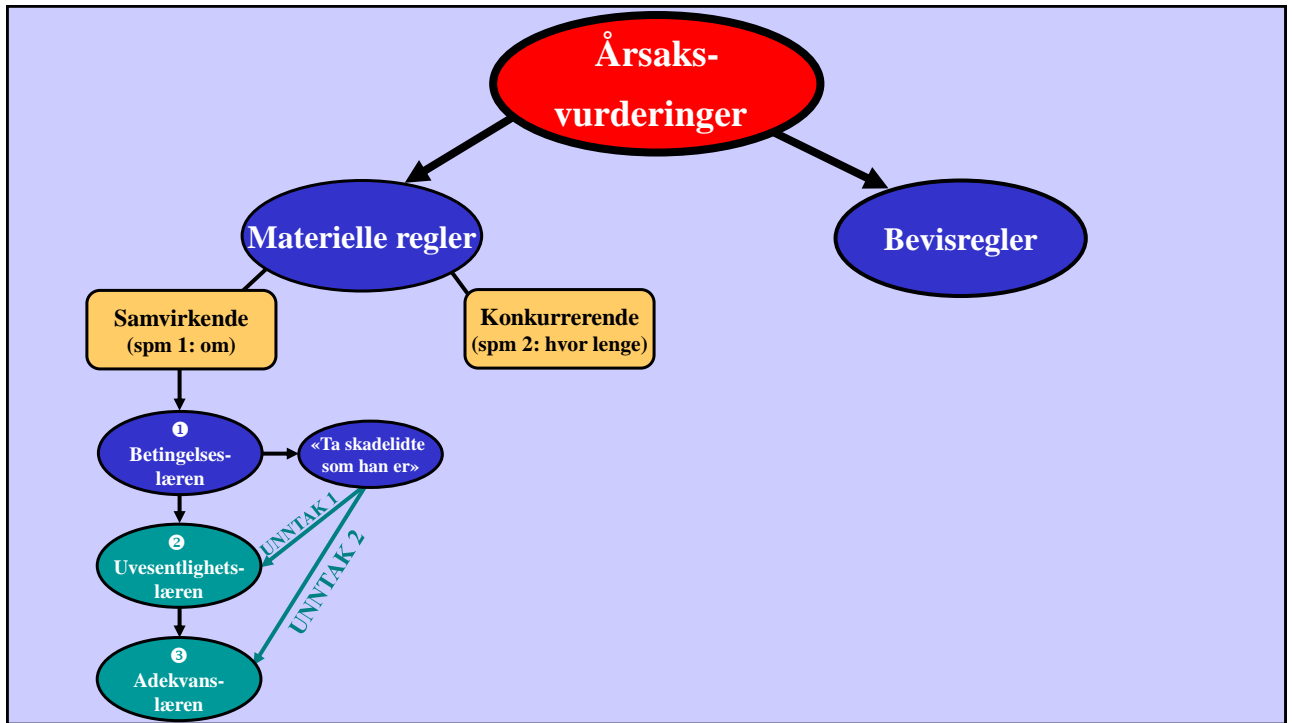 Årsaks-
vurderinger
Materielle regler
Bevisregler
Samvirkende
(spm 1: om)
Konkurrerende
(spm 2: hvor lenge)
❶
Betingelses-
læren
«Ta skadelidte
som han er»
UNNTAK 1
UNNTAK 2
❷
Uvesentlighets-
læren
❸
Adekvans-
læren